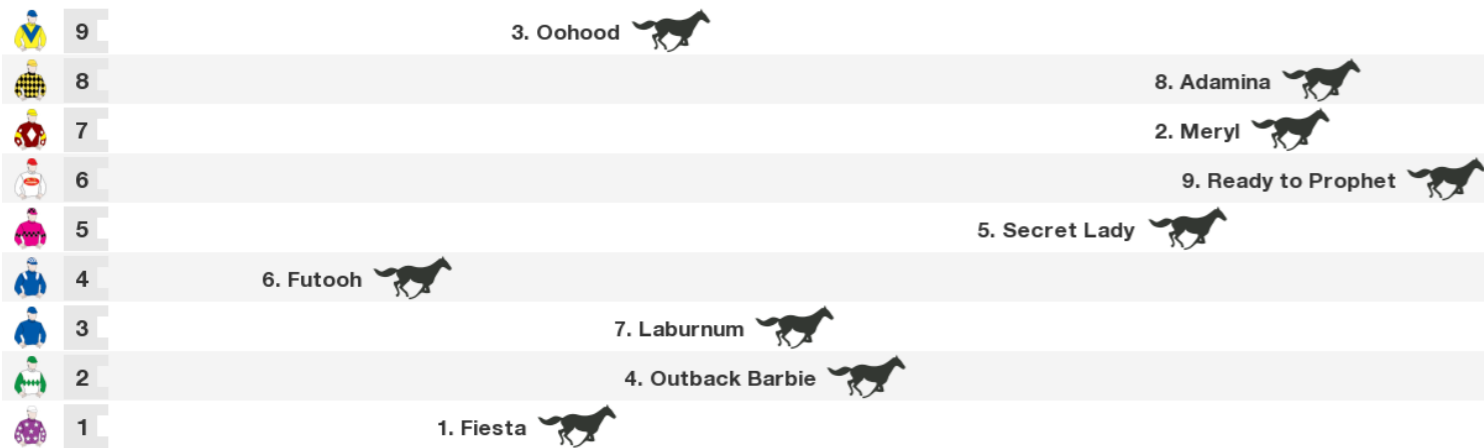 9 3. Oohood
8 8. Adamina
7 2. Meryl
6 9. Ready to Prophet
5 5. Secret Lady
4 6. Futooh
3 7. Laburnum
2 4. Outback Barbie
1 1. Fiesta